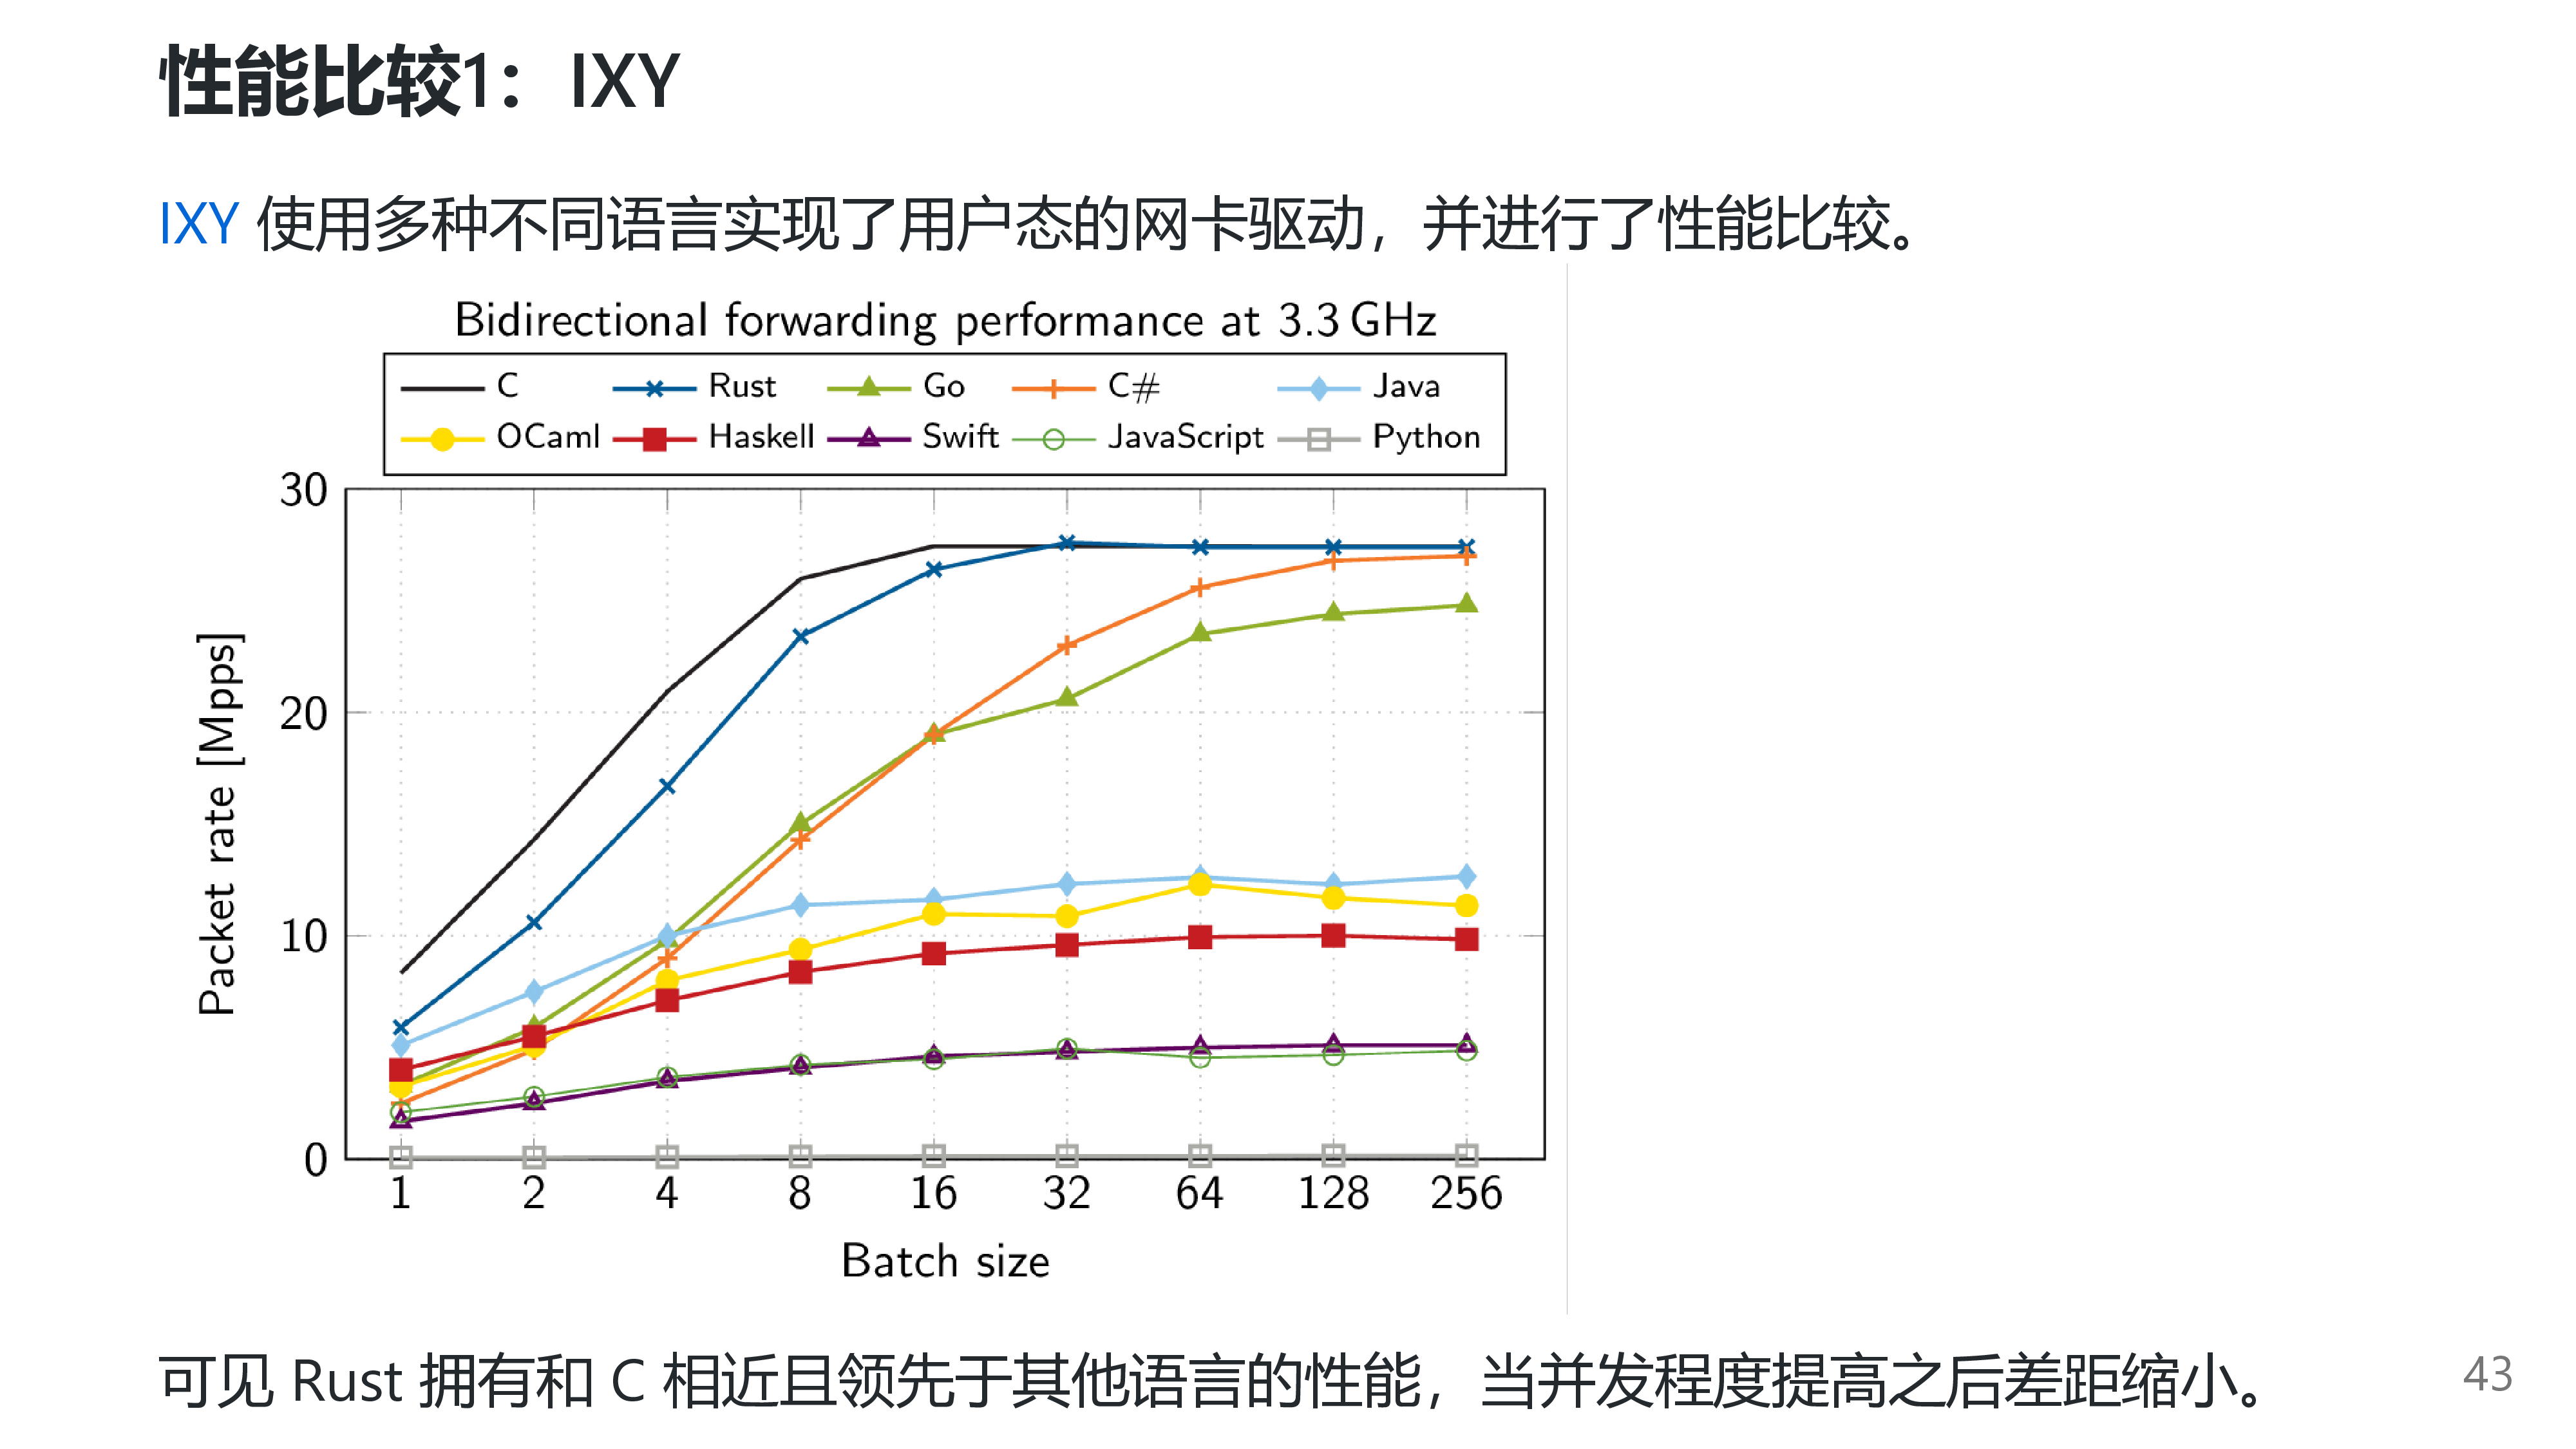 性能比较1：IXY
IXY 使用多种不同语言实现了用户态的网卡驱动，并进行了性能比较。
Bidirectional forwarding performance at 3.3 GHz
C Rust Go C# Java
OCaml Haskell Swift JavaScript Python
Packet rate [Mpps]
30
20
10
0
1 2 4 8 16 32 64 128 256
Batch size
可见 Rust 拥有和 C 相近且领先于其他语言的性能，当并发程度提高之后差距缩小。
43